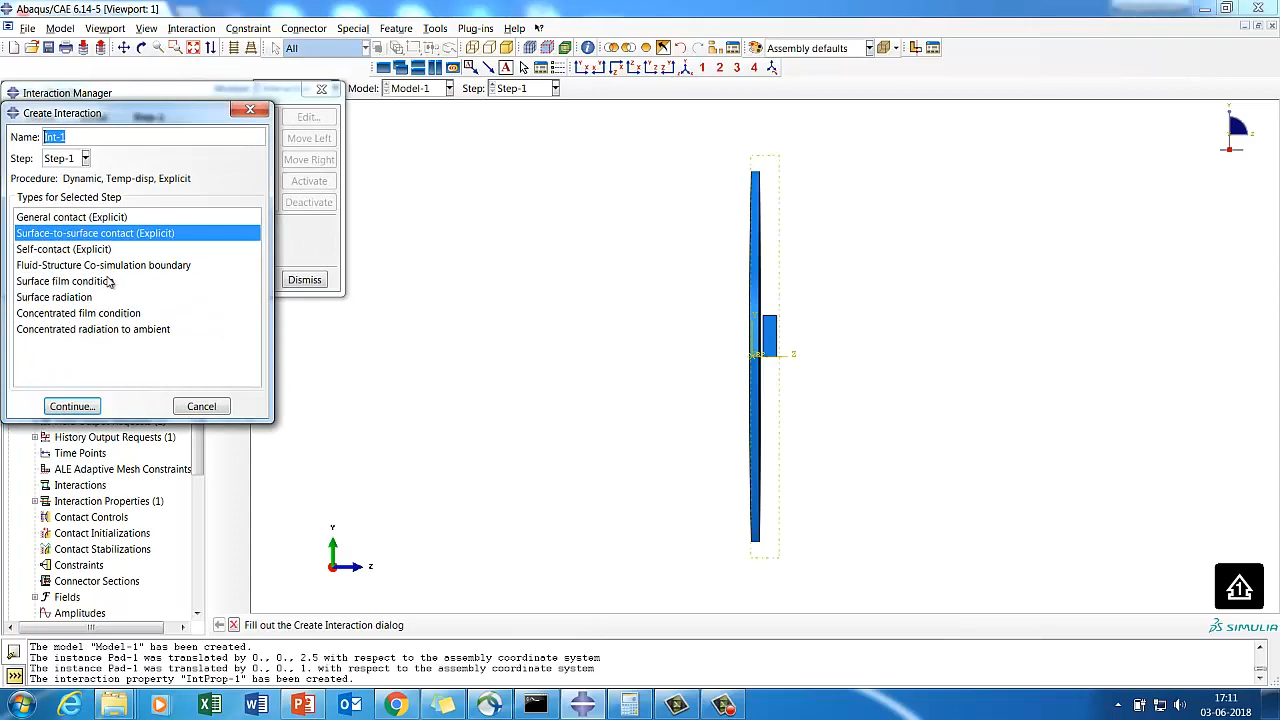 Abaqus/CAE 6.14-5 [Viewport: 1]
File Model Viewport View Interaction Constraint Connector Special Feature Tools Plug-ins Help
All
Assembly defaults
1 2 3 4
Interaction Manager
Model: Model-1 Step: Step-1
Create Interaction
Edit...
Name: Int-1
Move Left
Step: Step-1
Move Right
Procedure: Dynamic, Temp-disp, Explicit
Activate
Types for Selected Step
Deactivate
General contact (Explicit)
Surface-to-surface contact (Explicit)
Self-contact (Explicit)
Fluid-Structure Co-simulation boundary
Surface film condition
Dismiss
Surface radiation
Concentrated film condition
Concentrated radiation to ambient
Continue... Cancel
History Output Requests (1)
Time Points
ALE Adaptive Mesh Constraints
Interactions
Interaction Properties (1)
Contact Controls
Contact Initializations
Contact Stabilizations
Constraints
Connector Sections
Fields
Amplitudes
Y
Z
Y
Z
Fill out the Create Interaction dialog
SIMULIA
The model "Model-1" has been created.
The instance Pad-1 was translated by 0., 0., 2.5 with respect to the assembly coordinate system
The instance Pad-1 was translated by 0., 0., 1. with respect to the assembly coordinate system
The interaction property "IntProp-1" has been created.
17:11
03-06-2018